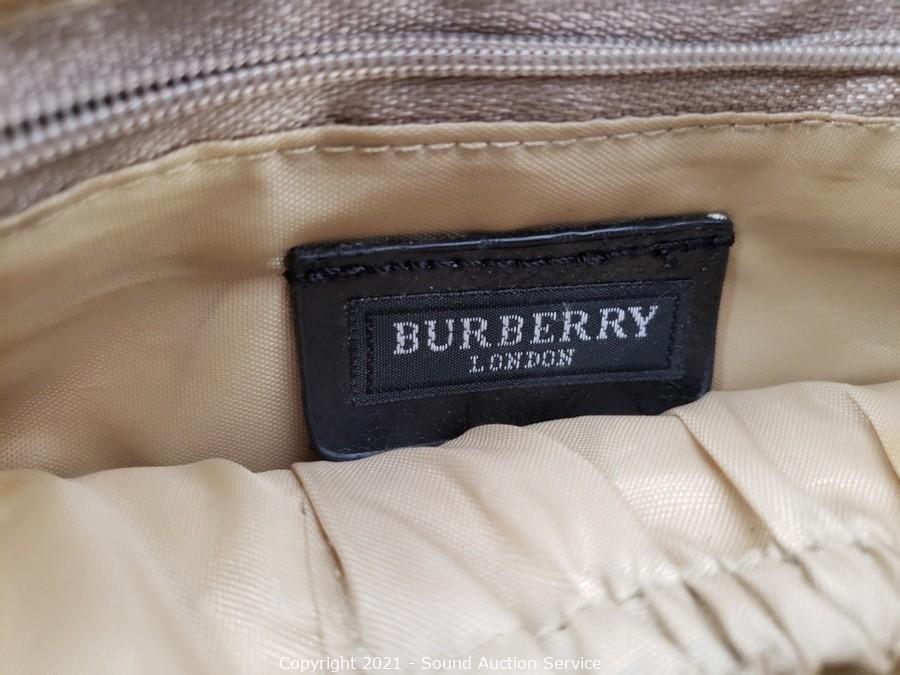 BURBERRY
LONDON
Copyright 2021 - Sound Auction Service